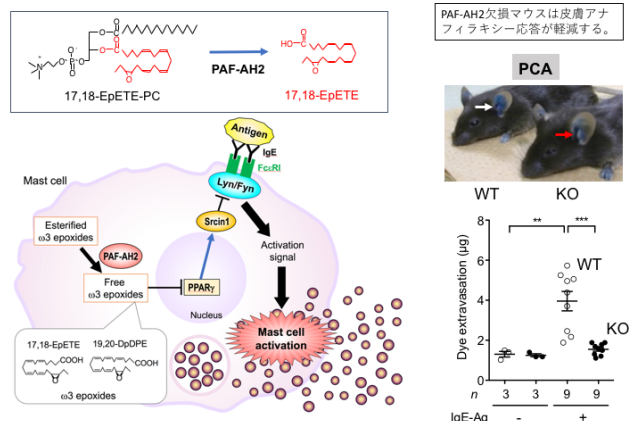 PAF-AH2
17,18-EpETE-PC
17,18-EpETE
Antigen
IgE
FcεRI
Mast cell
Lyn/Fyn
Srcin1
Esterified
ω3 epoxides
PAF-AH2
Activation
signal
Free
ω3 epoxides
PPARγ
Nucleus
Mast cell
activation
17,18-EpETE
19,20-DpDPE
COOH
COOH
O
O
ω3 epoxides
PAF-AH2欠損マウスは皮膚アナ
フィラキシー応答が軽減する。
PCA
WT
KO
Dye extravasation (μg)
8
6
4
2
0
**
***
WT
KO
n
3
3
9
9
IgE-Ag
-
+